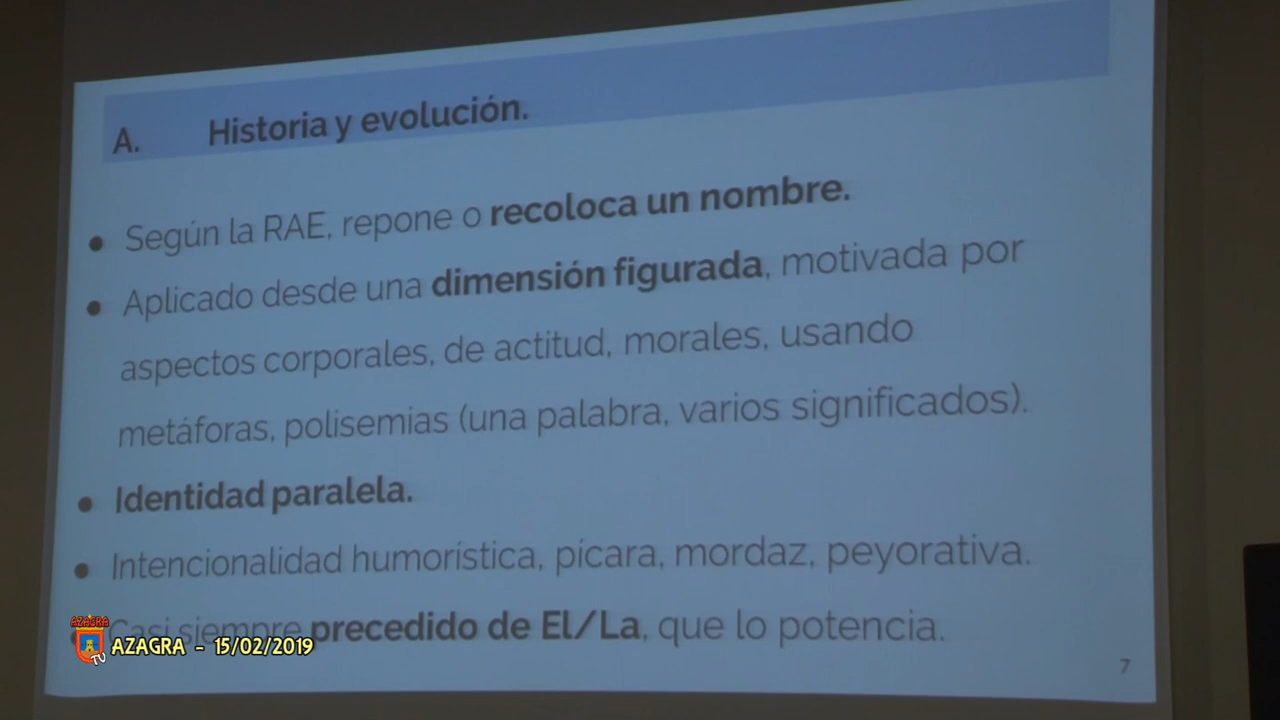 A. Historia y evolución.
• Según la RAE, repone o recoloca un nombre.
• Aplicado desde una dimensión figurada, motivada por
aspectos corporales, de actitud, morales, usando
metáforas, polisemias (una palabra, varios significados).
• Identidad paralela.
• Intencionalidad humorística, pícara, mordaz, peyorativa.
Casi siempre precedido de El/La, que lo potencia.
AZAGRA
TV
AZAGRA - 15/02/2019
7